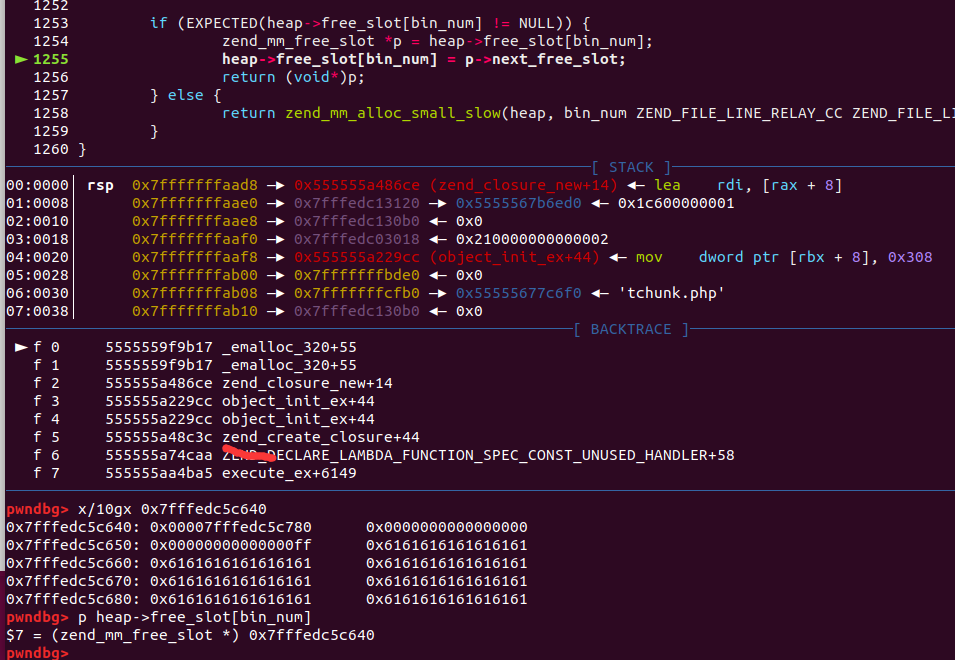 1252
1253 if (EXPECTED(heap->free_slot[bin_num] != NULL)) {
1254 zend_mm_free_slot *p = heap->free_slot[bin_num];
► 1255 heap->free_slot[bin_num] = p->next_free_slot;
1256 return (void*)p;
1257 } else {
1258 return zend_mm_alloc_small_slow(heap, bin_num ZEND_FILE_LINE_RELAY_CC ZEND_FILE_LI
1259 }
1260 }
[ STACK ]
00:0000│ rsp 0x7fffffffaad8 —▸ 0x555555a486ce (zend_closure_new+14) ◂— lea rdi, [rax + 8]
01:0008│ 0x7fffffffaae0 —▸ 0x7fffedc13120 —▸ 0x5555567b6ed0 ◂— 0x1c600000001
02:0010│ 0x7fffffffaae8 —▸ 0x7fffedc130b0 ◂— 0x0
03:0018│ 0x7fffffffaaf0 —▸ 0x7fffedc03018 ◂— 0x210000000000002
04:0020│ 0x7fffffffaaf8 —▸ 0x555555a229cc (object_init_ex+44) ◂— mov dword ptr [rbx + 8], 0x308
05:0028│ 0x7fffffffab00 —▸ 0x7fffffffbde0 ◂— 0x0
06:0030│ 0x7fffffffab08 —▸ 0x7fffffffcfb0 —▸ 0x55555677c6f0 ◂— 'tchunk.php'
07:0038│ 0x7fffffffab10 —▸ 0x7fffedc130b0 ◂— 0x0
[ BACKTRACE ]
► f 0 5555559f9b17 _emalloc_320+55
f 1 5555559f9b17 _emalloc_320+55
f 2 555555a486ce zend_closure_new+14
f 3 555555a229cc object_init_ex+44
f 4 555555a229cc object_init_ex+44
f 5 555555a48c3c zend_create_closure+44
f 6 555555a74caa ZEND_DECLARE_LAMBDA_FUNCTION_SPEC_CONST_UNUSED_HANDLER+58
f 7 555555aa4ba5 execute_ex+6149
pwndbg> x/10gx 0x7fffedc5c640
0x7fffedc5c640: 0x00007fffedc5c780 0x0000000000000000
0x7fffedc5c650: 0x00000000000000ff 0x6161616161616161
0x7fffedc5c660: 0x6161616161616161 0x6161616161616161
0x7fffedc5c670: 0x6161616161616161 0x6161616161616161
0x7fffedc5c680: 0x6161616161616161 0x6161616161616161
pwndbg> p heap->free_slot[bin_num]
$7 = (zend_mm_free_slot *) 0x7fffedc5c640
pwndbg>